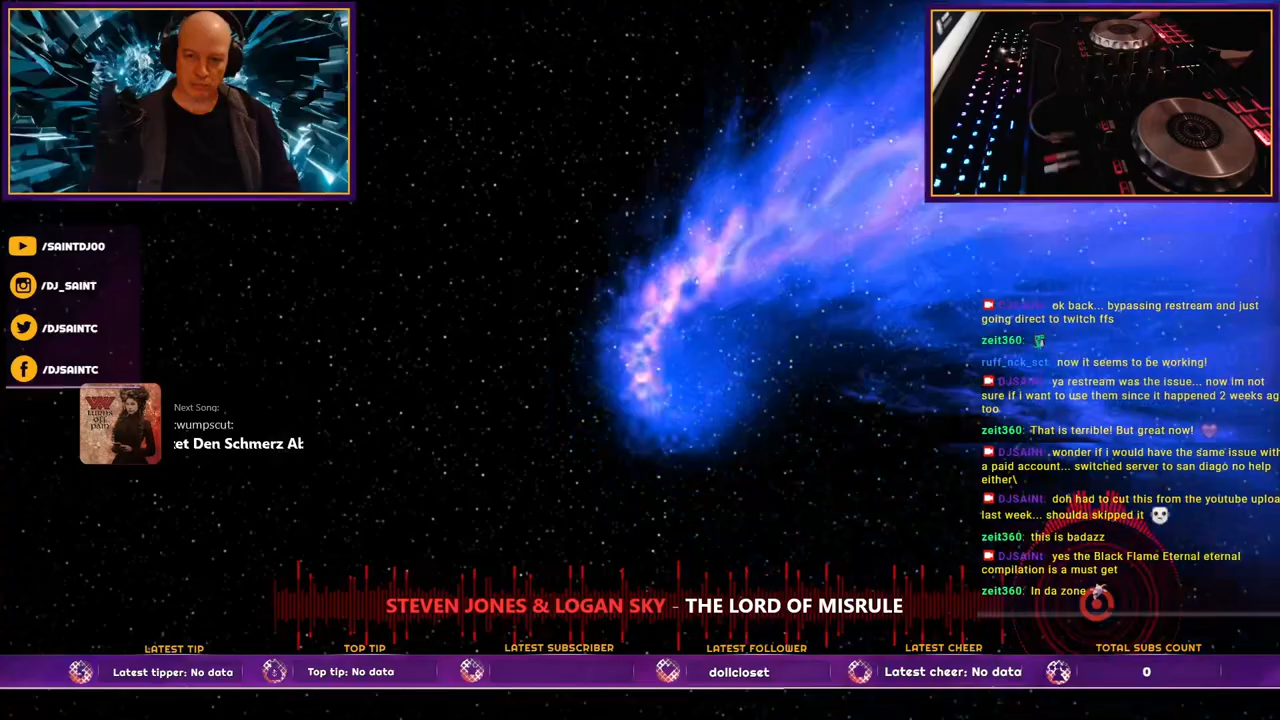 /SAINTDJ00
/DJ_SAINT
/DJSAINTC
/DJSAINTC
Next Song:
:wumpscut:
:et Den Schmerz Ab
turns
off
pain
DJSAINt: ok back... bypassing restream and just
going direct to twitch ffs
zeit360:
ruff_nck_sct: now it seems to be working!
DJSAINt: ya restream was the issue... now im not
sure if i want to use them since it happened 2 weeks ag
too
zeit360: That is terrible! But great now!
DJSAINt: wonder if i would have the same issue with
a paid account... switched server to san diago no help
either\
DJSAINt: doh had to cut this from the youtube uploa
last week... shoulda skipped it
zeit360: this is badazz
DJSAINt: yes the Black Flame Eternal eternal
compilation is a must get
zeit360: In da zone
STEVEN JONES & LOGAN SKY - THE LORD OF MISRULE
LATEST TIP
TOP TIP
LATEST SUBSCRIBER
LATEST FOLLOWER
LATEST CHEER
TOTAL SUBS COUNT
Latest tipper: No data
Top tip: No data
dollcloset
Latest cheer: No data
0